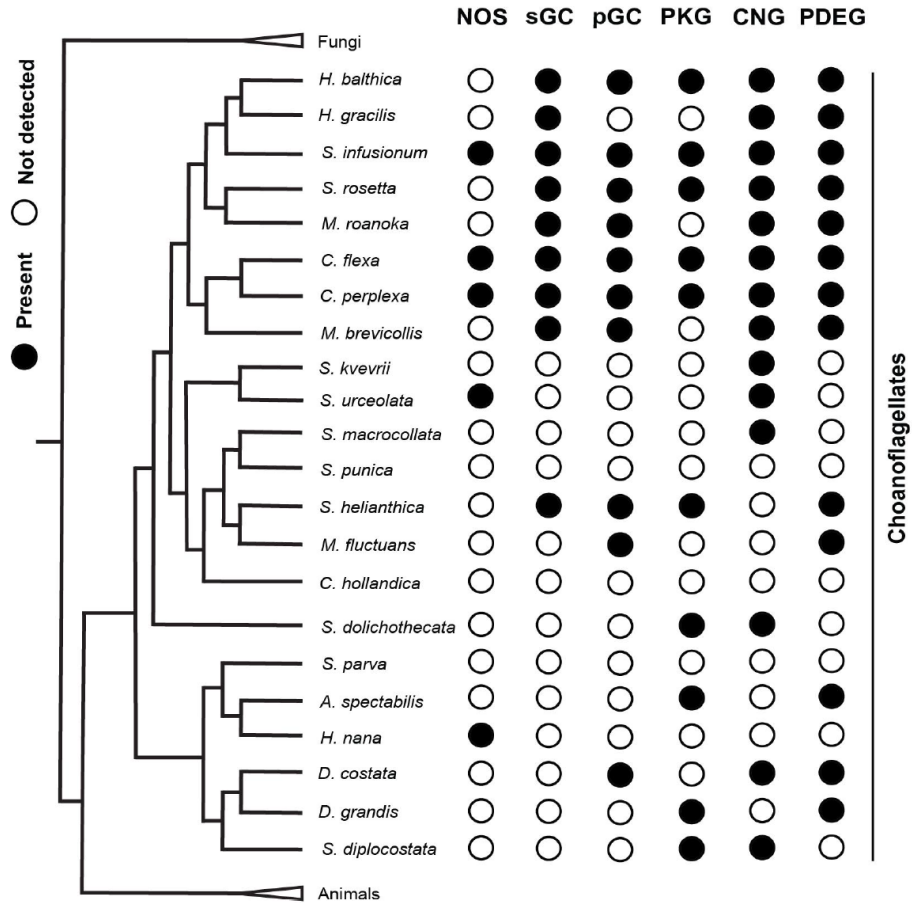 NOS sGC pGC PKG CNG PDEG
Fungi
Present Not detected
H. balthica
H. gracilis
S. infusionum
S. rosetta
M. roanoka
C. flexa
C. perplexa
M. brevicollis
S. kvevrii
S. urceolata
S. macrocollata
S. punica
S. helianthica
M. fluctuans
C. hollandica
S. dolichothecata
S. parva
A. spectabilis
H. nana
D. costata
D. grandis
S. diplocostata
Animals
Choanoflagellates